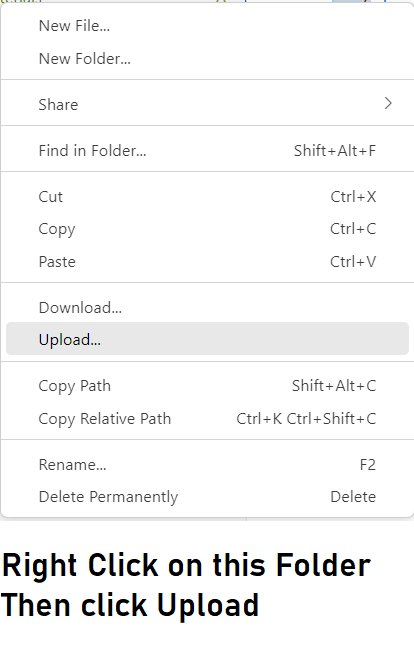 New File...
New Folder...
Share
Find in Folder... Shift+Alt+F
Cut Ctrl+X
Copy Ctrl+C
Paste Ctrl+V
Download...
Upload...
Copy Path Shift+Alt+C
Copy Relative Path Ctrl+K Ctrl+Shift+C
Rename... F2
Delete Permanently Delete
Right Click on this Folder
Then click Upload